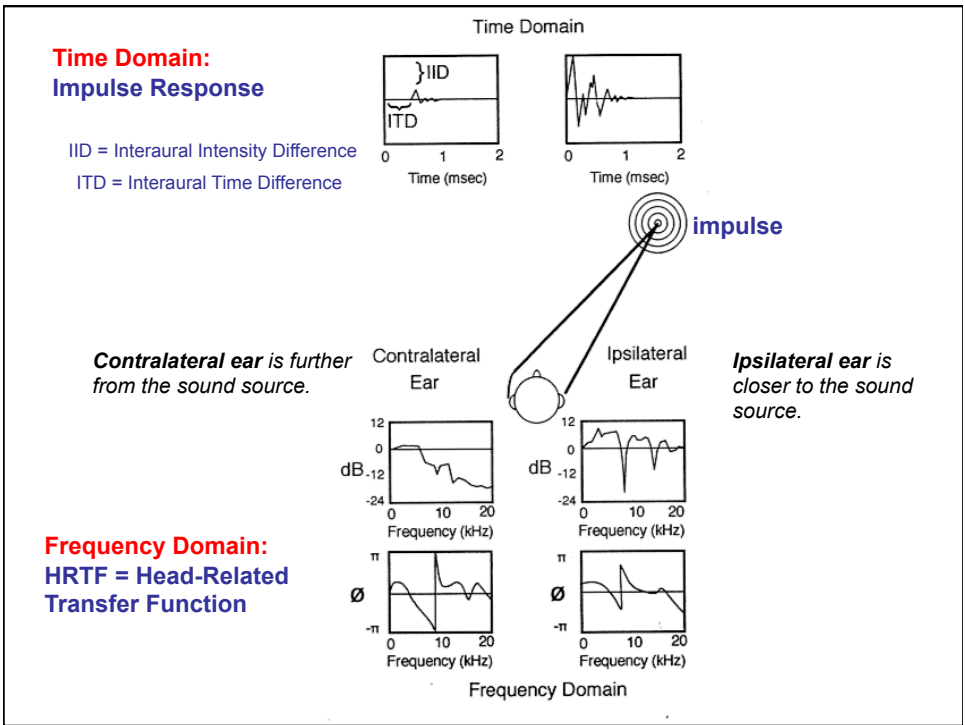 Time Domain
Time Domain:
Impulse Response
IID
ITD
0 1 2
Time (msec)
0 1 2
Time (msec)
IID = Interaural Intensity Difference
ITD = Interaural Time Difference
impulse
Contralateral ear is further
from the sound source.
Contralateral
Ear
Ipsilateral
Ear
Ipsilateral ear is
closer to the sound
source.
12
0
dB -12
-24
0 10 20
Frequency (kHz)
12
0
dB -12
-24
0 10 20
Frequency (kHz)
Frequency Domain:
HRTF = Head-Related
Transfer Function
π
Ø
-π
0 10 20
Frequency (kHz)
π
Ø
-π
0 10 20
Frequency (kHz)
Frequency Domain